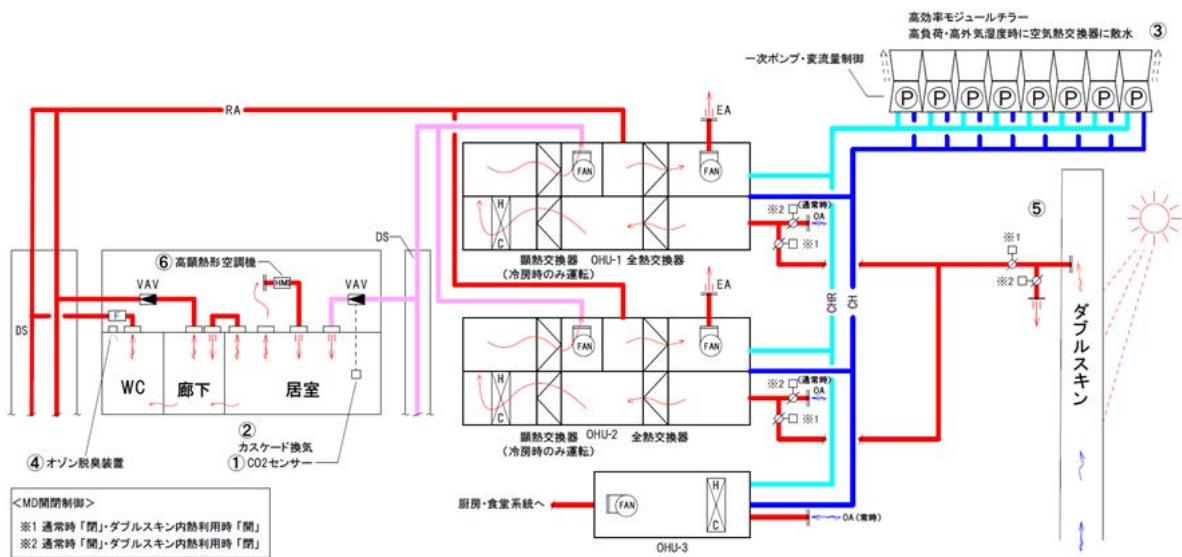 高効率モジュールチラー
高負荷・高外気湿度時に空気熱交換器に散水
③
一次ポンプ・変流量制御
P P P P P P P P
RA
EA
FAN
FAN
H
C
※2
(通常時)
OA
※1
顕熱交換器
(冷房時のみ運転)
OHU-1
全熱交換器
DS
⑥高顕熱形空調機
HMI
VAV
VAV
DS
F
WC
廊下
居室
②
カスケード換気
①CO2センサー
④オゾン脱臭装置
EA
FAN
FAN
H
C
※2
(通常時)
OA
※1
顕熱交換器
(冷房時のみ運転)
OHU-2
全熱交換器
CHR
CH
⑤
※1
※2
ダブルスキン
厨房・食堂系統へ
FAN
H
C
OA(常時)
OHU-3
<MD開閉制御>
※1 通常時「閉」・ダブルスキン内熱利用時「開」
※2 通常時「開」・ダブルスキン内熱利用時「閉」